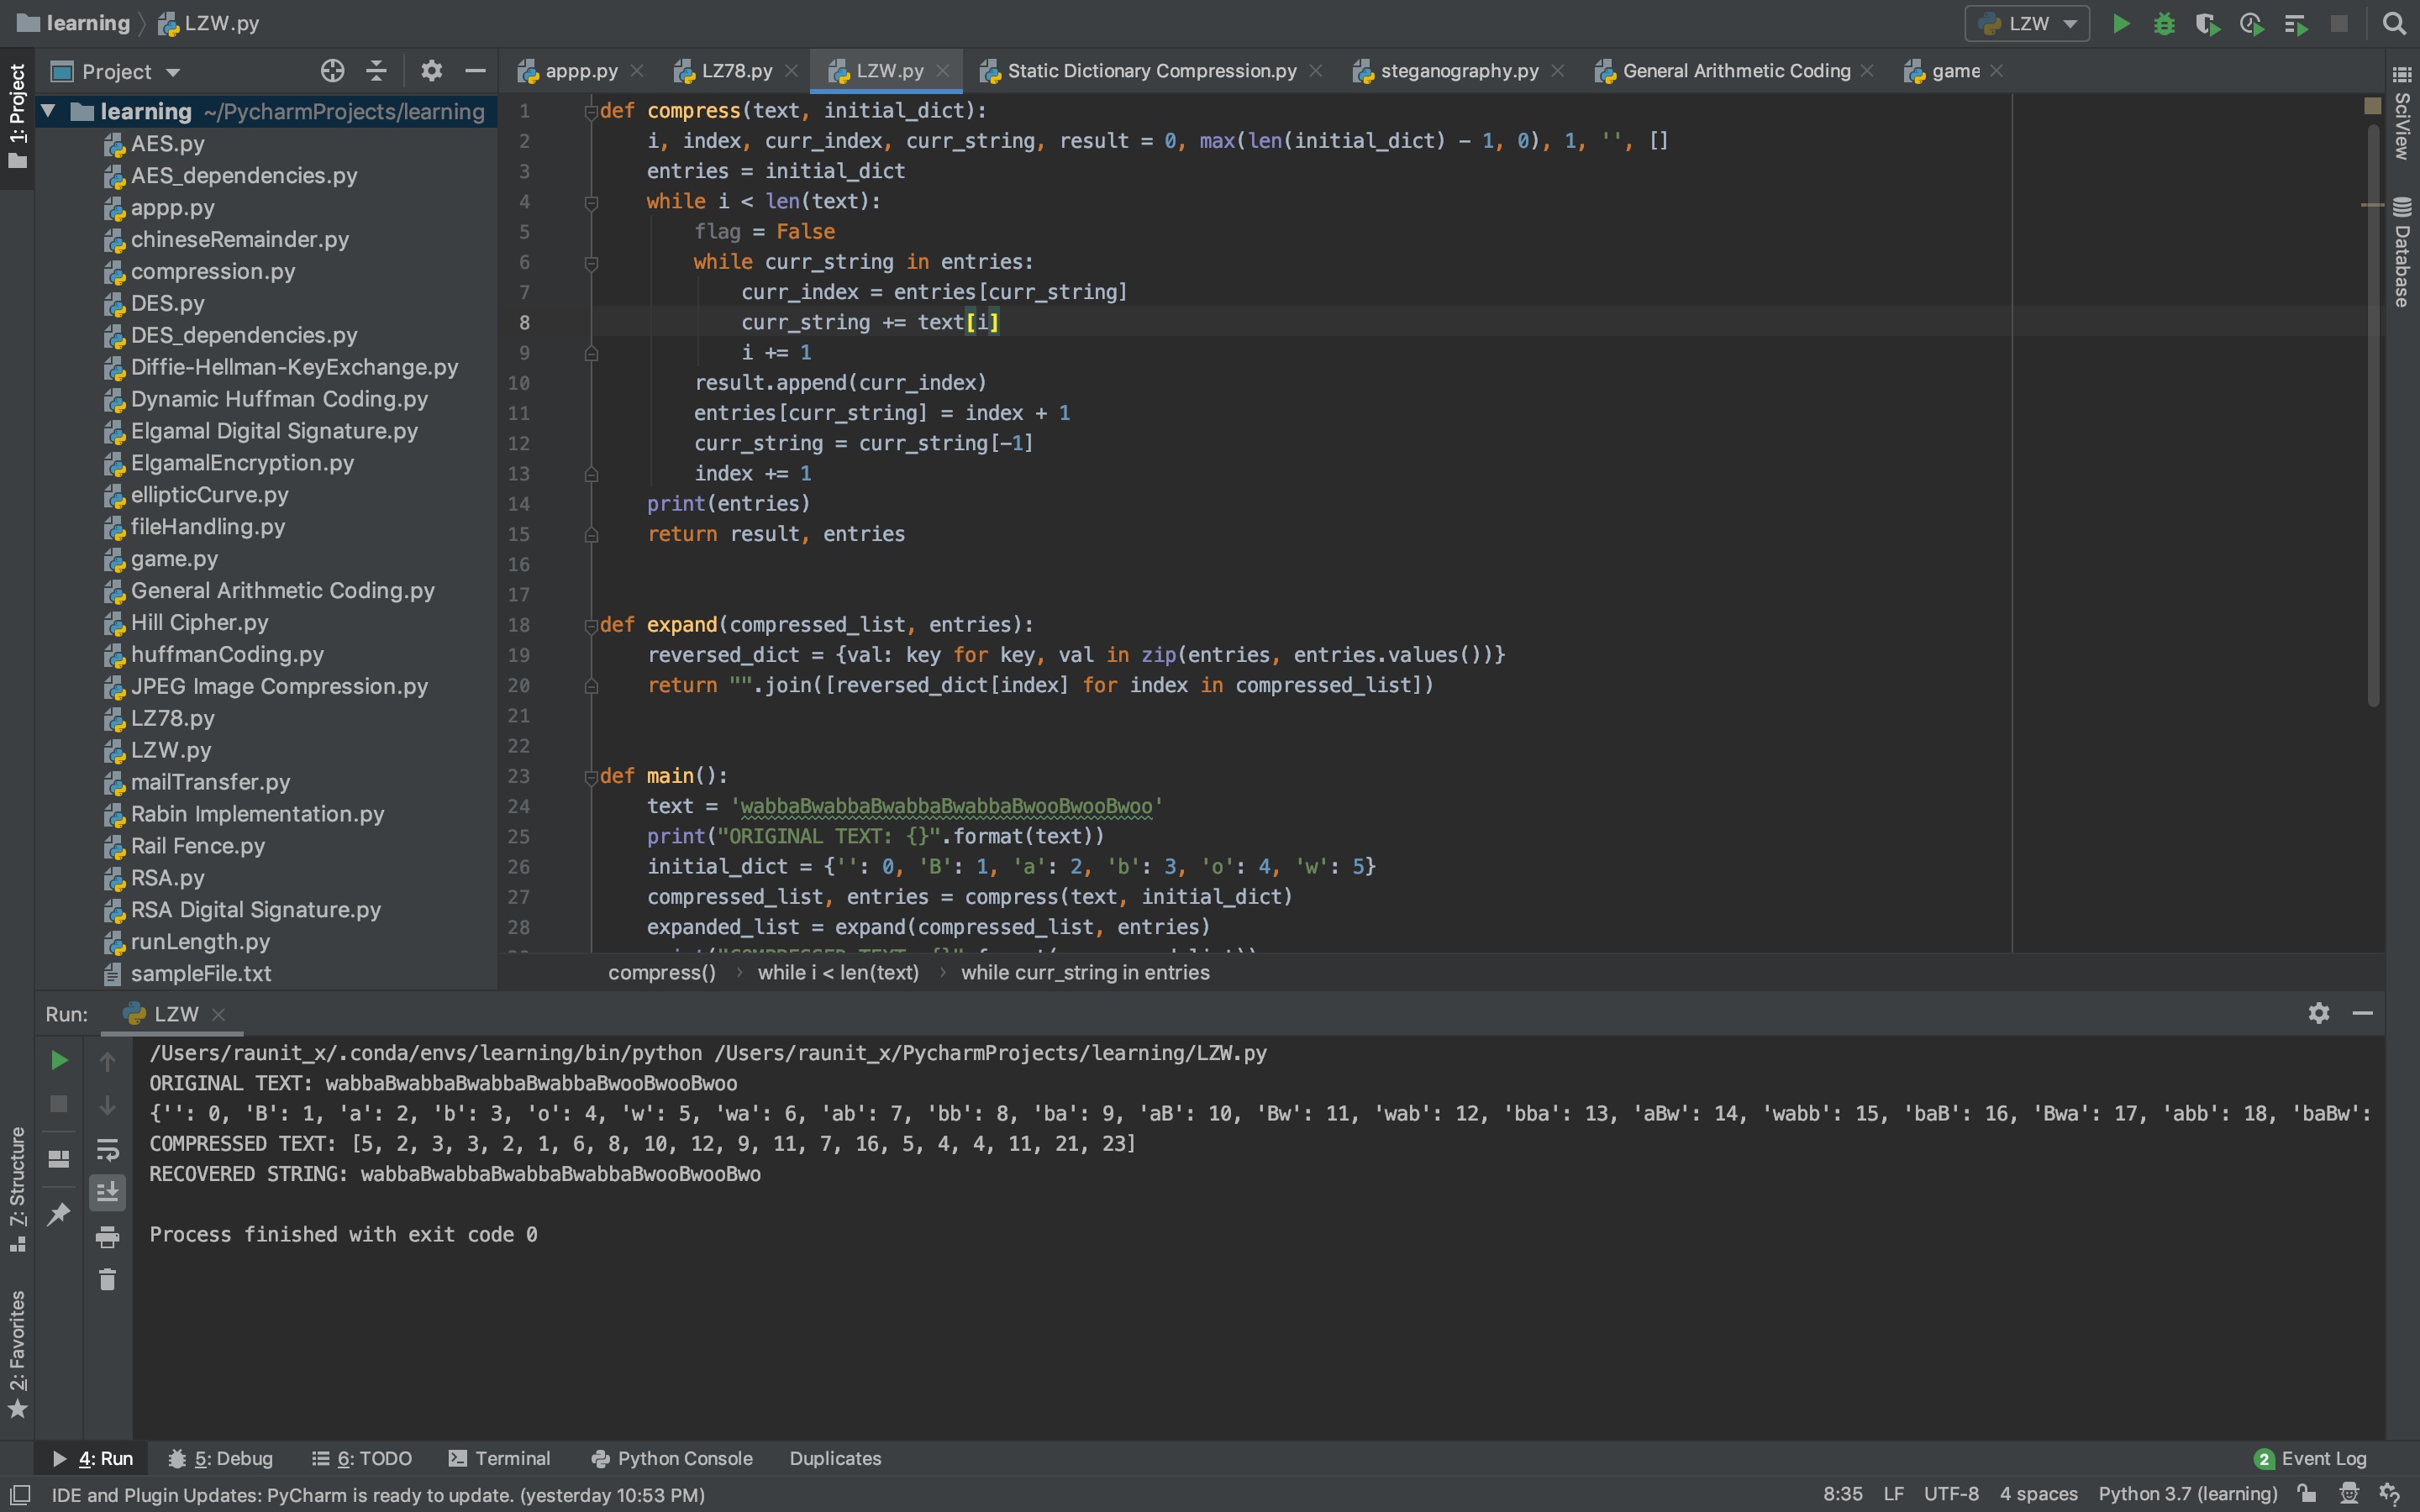 learning LZW.py LZW
1: Project
Project
appp.py LZ78.py LZW.py Static Dictionary Compression.py steganography.py General Arithmetic Coding game
learning ~/PycharmProjects/learning
AES.py
AES_dependencies.py
appp.py
chineseRemainder.py
compression.py
DES.py
DES_dependencies.py
Diffie-Hellman-KeyExchange.py
Dynamic Huffman Coding.py
Elgamal Digital Signature.py
ElgamalEncryption.py
ellipticCurve.py
fileHandling.py
game.py
General Arithmetic Coding.py
Hill Cipher.py
huffmanCoding.py
JPEG Image Compression.py
LZ78.py
LZW.py
mailTransfer.py
Rabin Implementation.py
Rail Fence.py
RSA.py
RSA Digital Signature.py
runLength.py
sampleFile.txt
1 def compress(text, initial_dict):
2 i, index, curr_index, curr_string, result = 0, max(len(initial_dict) - 1, 0), 1, '', []
3 entries = initial_dict
4 while i < len(text):
5 flag = False
6 while curr_string in entries:
7 curr_index = entries[curr_string]
8 curr_string += text[i]
9 i += 1
10 result.append(curr_index)
11 entries[curr_string] = index + 1
12 curr_string = curr_string[-1]
13 index += 1
14 print(entries)
15 return result, entries
16
17
18 def expand(compressed_list, entries):
19 reversed_dict = {val: key for key, val in zip(entries, entries.values())}
20 return "".join([reversed_dict[index] for index in compressed_list])
21
22
23 def main():
24 text = 'wabbaBwabbaBwabbaBwabbaBwooBwooBwoo'
25 print("ORIGINAL TEXT: {}".format(text))
26 initial_dict = {'': 0, 'B': 1, 'a': 2, 'b': 3, 'o': 4, 'w': 5}
27 compressed_list, entries = compress(text, initial_dict)
28 expanded_list = expand(compressed_list, entries)
compress() while i < len(text) while curr_string in entries
SciView
Database
Run: LZW
/Users/raunit_x/.conda/envs/learning/bin/python /Users/raunit_x/PycharmProjects/learning/LZW.py
ORIGINAL TEXT: wabbaBwabbaBwabbaBwabbaBwooBwooBwoo
{'': 0, 'B': 1, 'a': 2, 'b': 3, 'o': 4, 'w': 5, 'wa': 6, 'ab': 7, 'bb': 8, 'ba': 9, 'aB': 10, 'Bw': 11, 'wab': 12, 'bba': 13, 'aBw': 14, 'wabb': 15, 'baB': 16, 'Bwa': 17, 'abb': 18, 'baBw':
COMPRESSED TEXT: [5, 2, 3, 3, 2, 1, 6, 8, 10, 12, 9, 11, 7, 16, 5, 4, 4, 11, 21, 23]
RECOVERED STRING: wabbaBwabbaBwabbaBwabbaBwooBwooBwo
Process finished with exit code 0
7: Structure
2: Favorites
4: Run 5: Debug 6: TODO Terminal Python Console Duplicates 2 Event Log
IDE and Plugin Updates: PyCharm is ready to update. (yesterday 10:53 PM) 8:35 LF UTF-8 4 spaces Python 3.7 (learning)